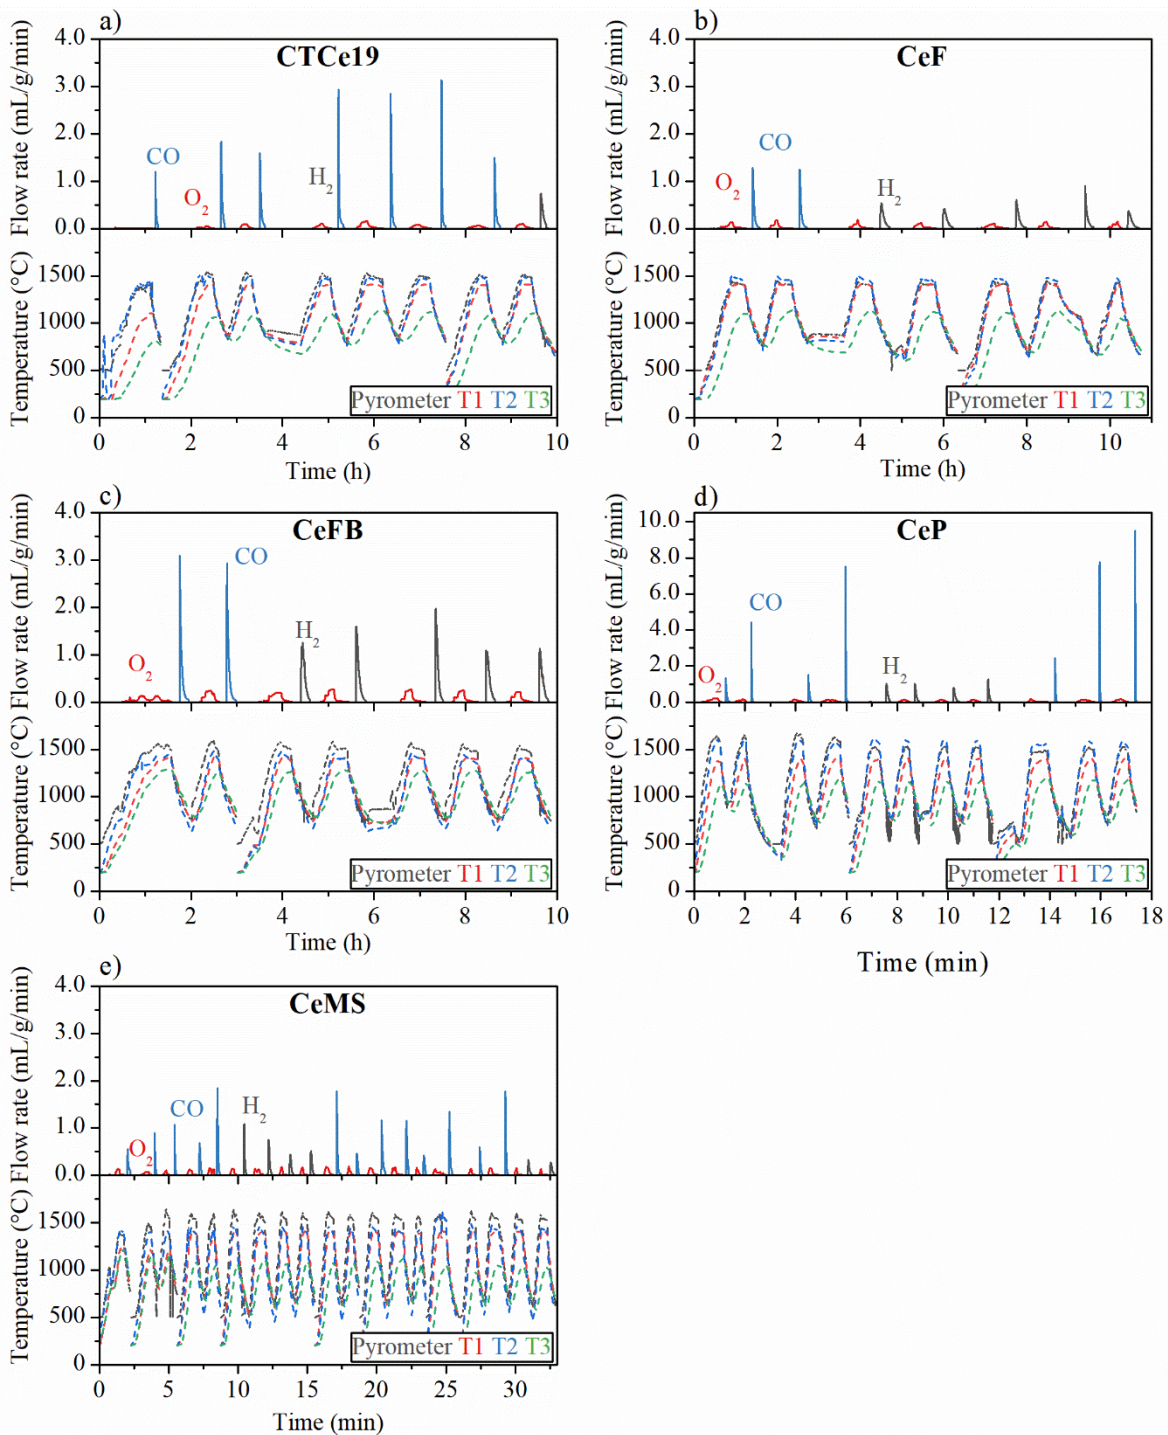 a)
CTCe19
Flow rate (mL/g/min)
4.0
3.0
2.0
1.0
0.0
CO
O2
H2
Temperature (°C)
1500
1000
500
0
Pyrometer T1 T2 T3
0 2 4 6 8 10
Time (h)
b)
CeF
Flow rate (mL/g/min)
4.0
3.0
2.0
1.0
0.0
CO
O2
H2
Temperature (°C)
1500
1000
500
0
Pyrometer T1 T2 T3
0 2 4 6 8 10
Time (h)
c)
CeFB
Flow rate (mL/g/min)
4.0
3.0
2.0
1.0
0.0
CO
H2
O2
Temperature (°C)
1500
1000
500
0
Pyrometer T1 T2 T3
0 2 4 6 8 10
Time (h)
d)
CeP
Flow rate (mL/g/min)
10.0
8.0
6.0
4.0
2.0
0.0
CO
O2
H2
Temperature (°C)
1500
1000
500
0
Pyrometer T1 T2 T3
0 2 4 6 8 10 12 14 16 18
Time (min)
e)
CeMS
Flow rate (mL/g/min)
4.0
3.0
2.0
1.0
0.0
CO
H2
O2
Temperature (°C)
1500
1000
500
0
Pyrometer T1 T2 T3
0 5 10 15 20 25 30
Time (min)